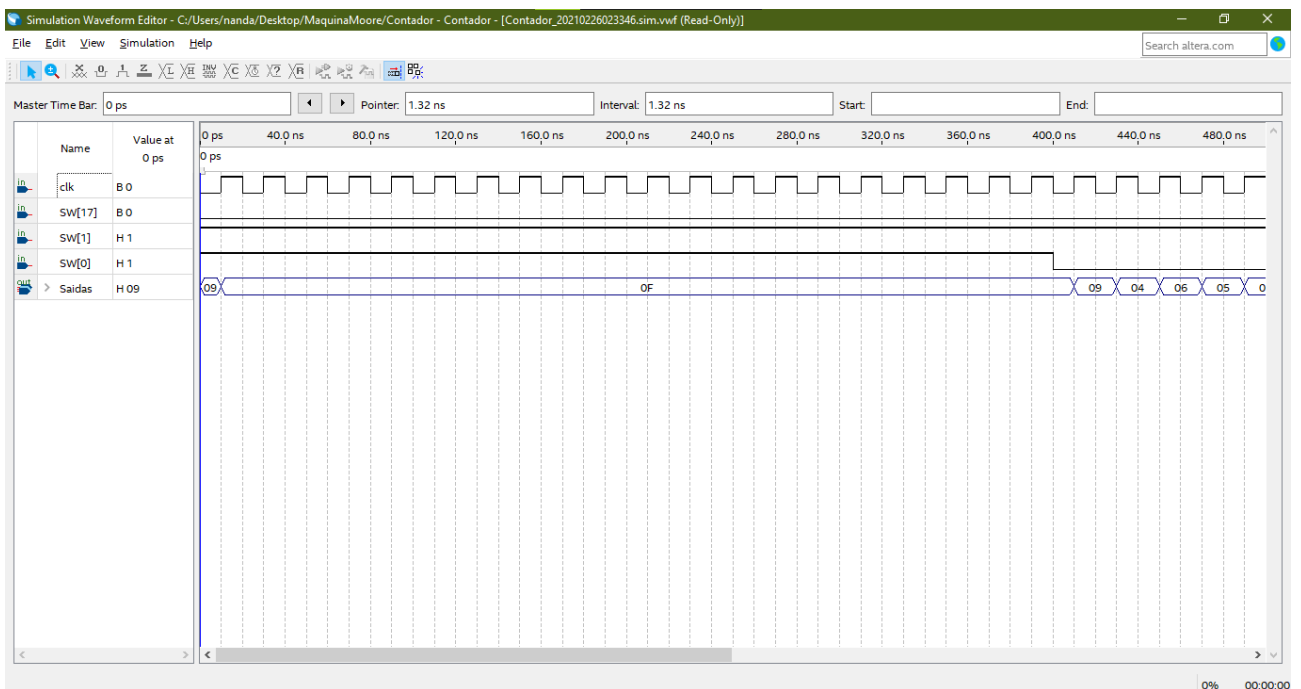 Simulation Waveform Editor - C:/Users/nanda/Desktop/MaquinaMoore/Contador - Contador - [Contador_20210226023346.sim.vwf (Read-Only)]
File Edit View Simulation Help
Search altera.com
Master Time Bar: 0 ps Pointer: 1.32 ns Interval: 1.32 ns Start: End:
Name Value at 0 ps
0 ps 40.0 ns 80.0 ns 120.0 ns 160.0 ns 200.0 ns 240.0 ns 280.0 ns 320.0 ns 360.0 ns 400.0 ns 440.0 ns 480.0 ns
0 ps
in clk B 0
in SW[17] B 0
in SW[1] H 1
in SW[0] H 1
out > Saidas H 09 09 0F 09 04 06 05
0% 00:00:00